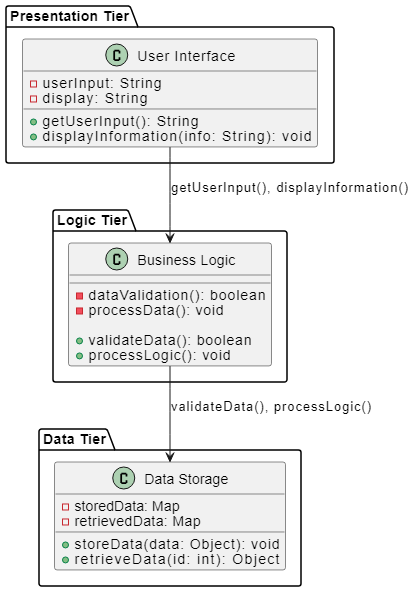 Presentation Tier
C User Interface
userInput: String
display: String
getUserInput(): String
displayInformation(info: String): void
getUserInput(), displayInformation()
Logic Tier
C Business Logic
dataValidation(): boolean
processData(): void
validateData(): boolean
processLogic(): void
validateData(), processLogic()
Data Tier
C Data Storage
storedData: Map
retrievedData: Map
storeData(data: Object): void
retrieveData(id: int): Object